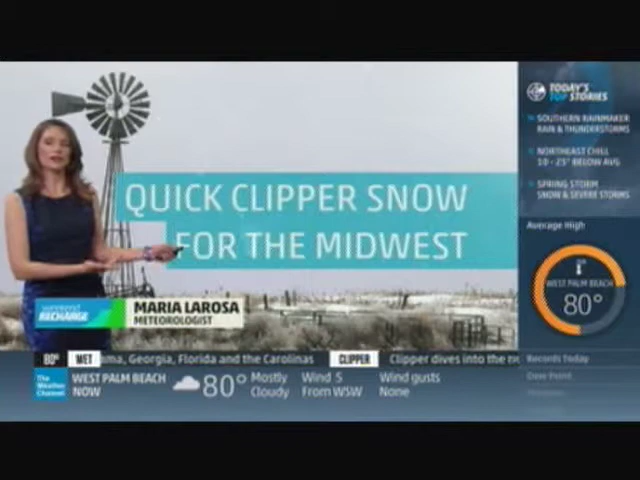 TODAY'S
TOP STORIES
SOUTHERN RAINMAKER
RAIN & THUNDERSTORMS
NORTHEAST CHILL
10 - 25° BELOW AVG
SPRING STORM
SNOW & SEVERE STORMS
QUICK CLIPPER SNOW
FOR THE MIDWEST
Average High
WEST PALM BEACH
80°
weekend
RECHARGE
MARIA LAROSA
METEOROLOGIST
80° WET ma, Georgia, Florida and the Carolinas CLIPPER Clipper dives into the
Records Today
Dew Point
The Weather Channel
WEST PALM BEACH
NOW
80°
Mostly
Cloudy
Wind S
From WSW
Wind gusts
None